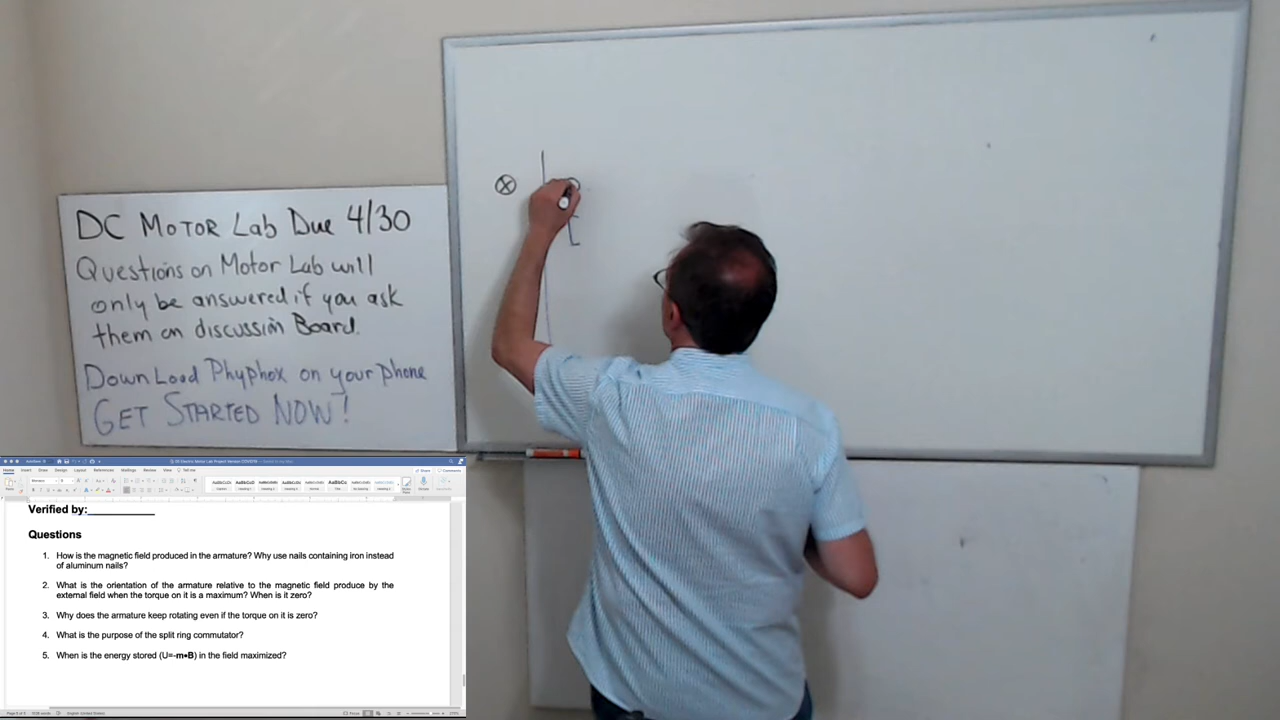 DC MOTOR Lab Due 4/30
Questions on Motor Lab will
only be answered if you ask
them on discussion Board.
DownLoad Phyphox on your phone
GET STARTED NOW!
Verified by:
Questions
1. How is the magnetic field produced in the armature? Why use nails containing iron instead
of aluminum nails?
2. What is the orientation of the armature relative to the magnetic field produce by the
external field when the torque on it is a maximum? When is it zero?
3. Why does the armature keep rotating even if the torque on it is zero?
4. What is the purpose of the split ring commutator?
5. When is the energy stored (U=-m•B) in the field maximized?